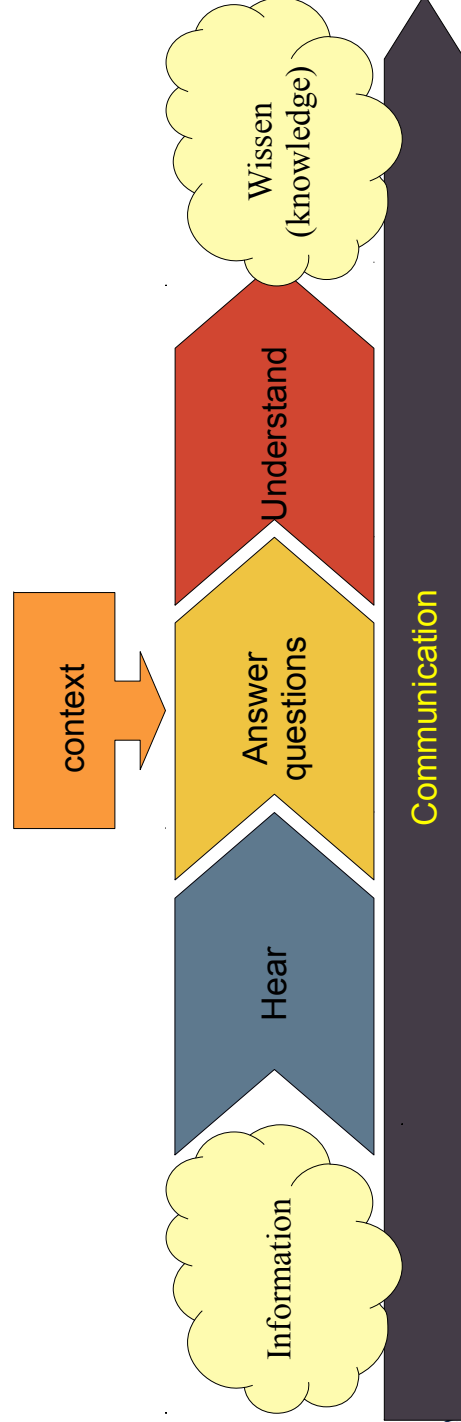 context
Information
Hear
Answer
questions
Understand
Wissen
(knowledge)
Communication